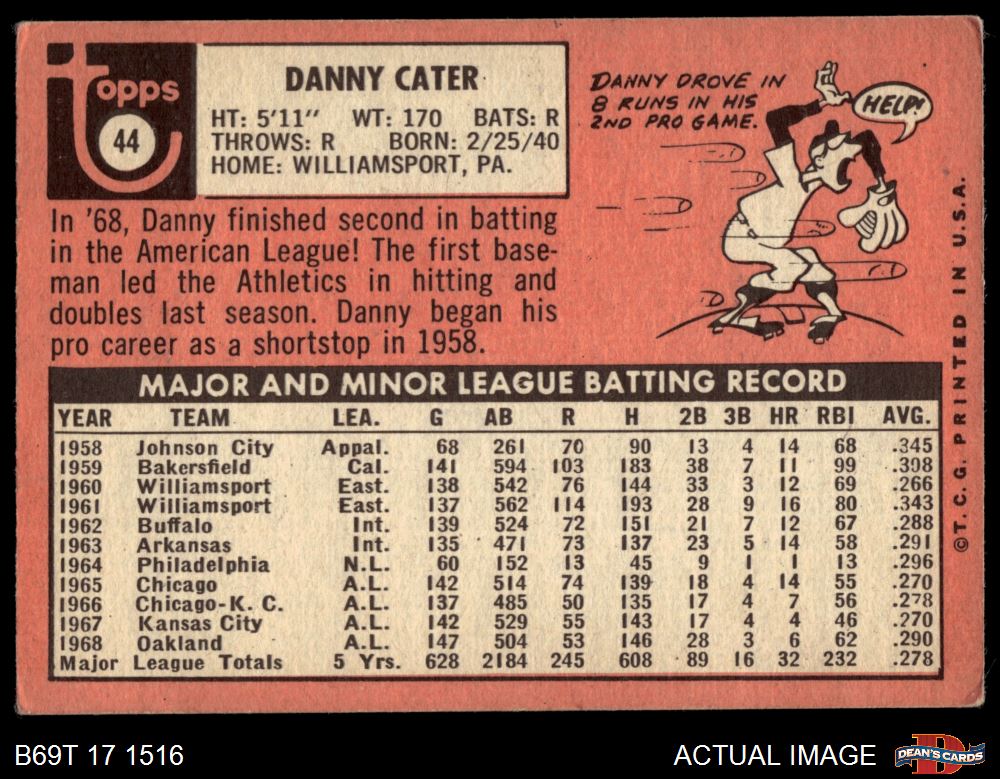 Topps
44
DANNY CATER
HT: 5'11" WT: 170 BATS: R
THROWS: R BORN: 2/25/40
HOME: WILLIAMSPORT, PA.
DANNY DROVE IN
8 RUNS IN HIS
2ND PRO GAME.
HELP!
In '68, Danny finished second in batting
in the American League! The first base-
man led the Athletics in hitting and
doubles last season. Danny began his
pro career as a shortstop in 1958.
MAJOR AND MINOR LEAGUE BATTING RECORD
YEAR TEAM LEA. G AB R H 2B 3B HR RBI AVG.
1958 Johnson City Appal. 68 261 70 90 13 4 14 68 .345
1959 Bakersfield Cal. 141 594 103 183 38 7 11 99 .308
1960 Williamsport East. 138 542 76 144 33 3 12 69 .266
1961 Williamsport East. 137 562 114 193 28 9 16 80 .343
1962 Buffalo Int. 139 524 72 151 21 7 12 67 .288
1963 Arkansas Int. 135 471 73 137 23 5 14 58 .291
1964 Philadelphia N.L. 60 152 13 45 9 1 1 13 .296
1965 Chicago A.L. 142 514 74 139 18 4 14 55 .270
1966 Chicago-K. C. A.L. 137 485 50 135 17 4 7 56 .278
1967 Kansas City A.L. 142 529 55 143 17 4 4 46 .270
1968 Oakland A.L. 147 504 53 146 28 3 6 62 .290
Major League Totals 5 Yrs. 628 2184 245 608 89 16 32 232 .278
©T.C.G. PRINTED IN U.S.A.
B69T 17 1516
ACTUAL IMAGE
D
DEAN'S CARDS